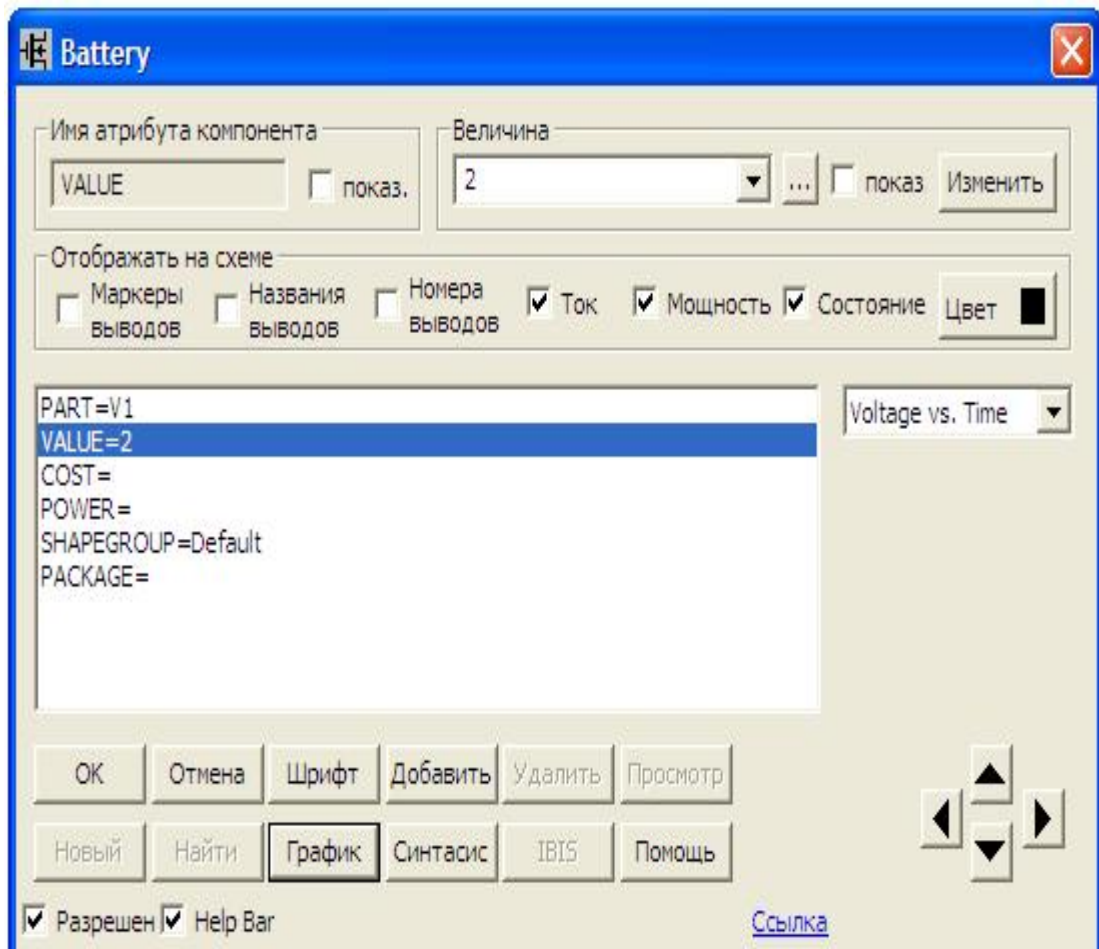 Battery
Имя атрибута компонента
VALUE
показ.
Величина
2
...
показ
Изменить
Отображать на схеме
Маркеры
выводов
Названия
выводов
Номера
выводов
Ток
Мощность
Состояние
Цвет
PART=V1
VALUE=2
COST=
POWER=
SHAPEGROUP=Default
PACKAGE=
Voltage vs. Time
OK
Отмена
Шрифт
Добавить
Удалить
Просмотр
Новый
Найти
График
Синтасис
IBIS
Помощь
Разрешен
Help Bar
Ссылка